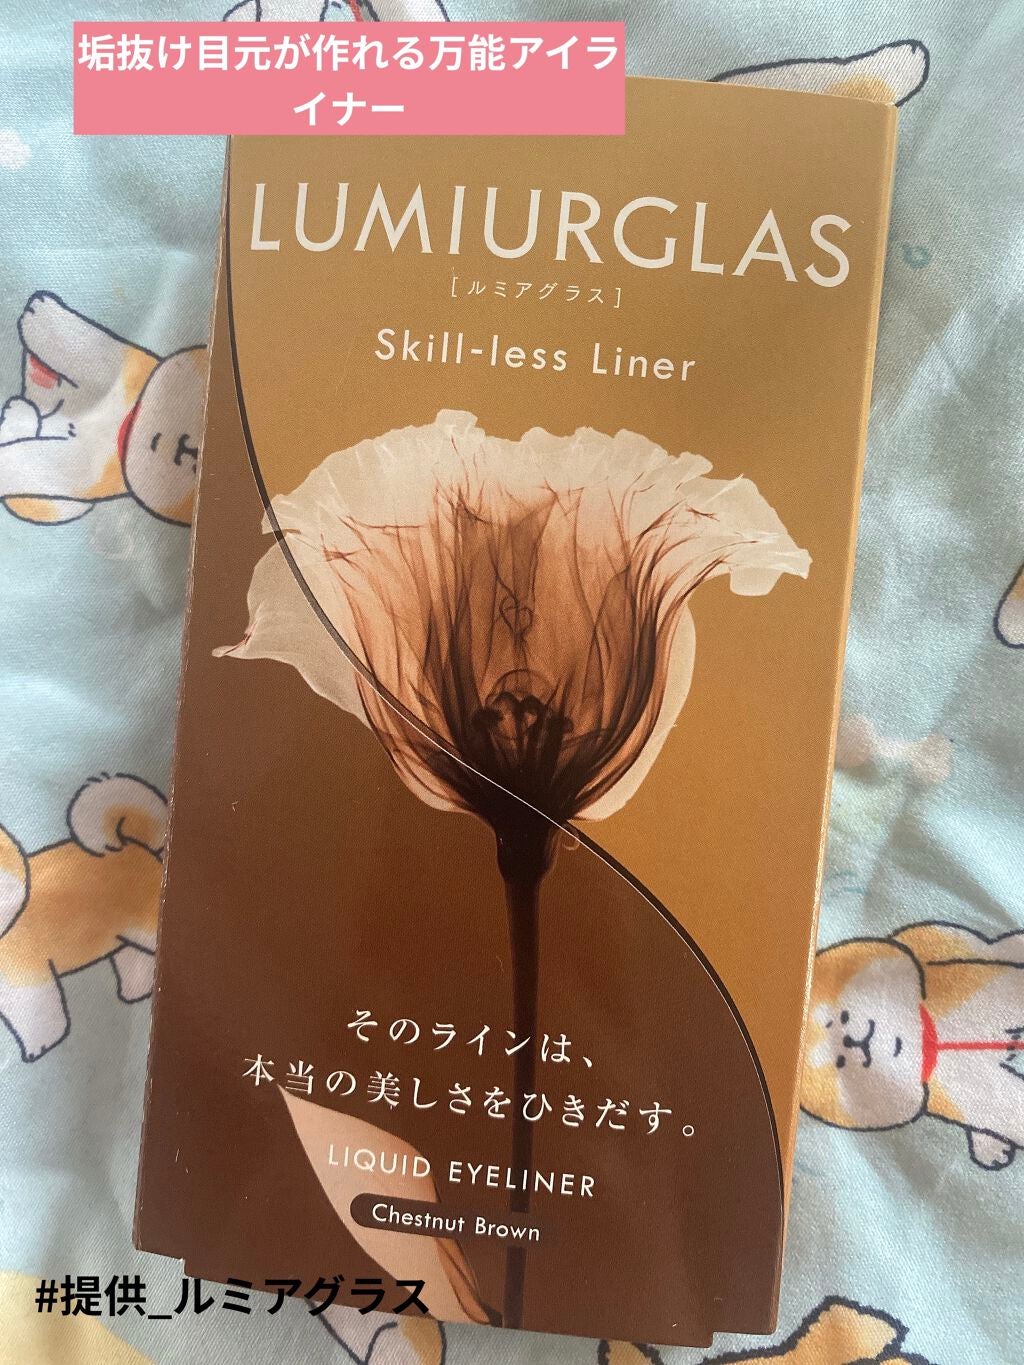 垢抜け目元が作れる万能アイラ
イナー
LUMIURGLAS
[ルミアグラス]
Skill-less Liner
そのラインは、
本当の美しさをひきだす。
LIQUID EYELINER
Chestnut Brown
#提供_ルミアグラス